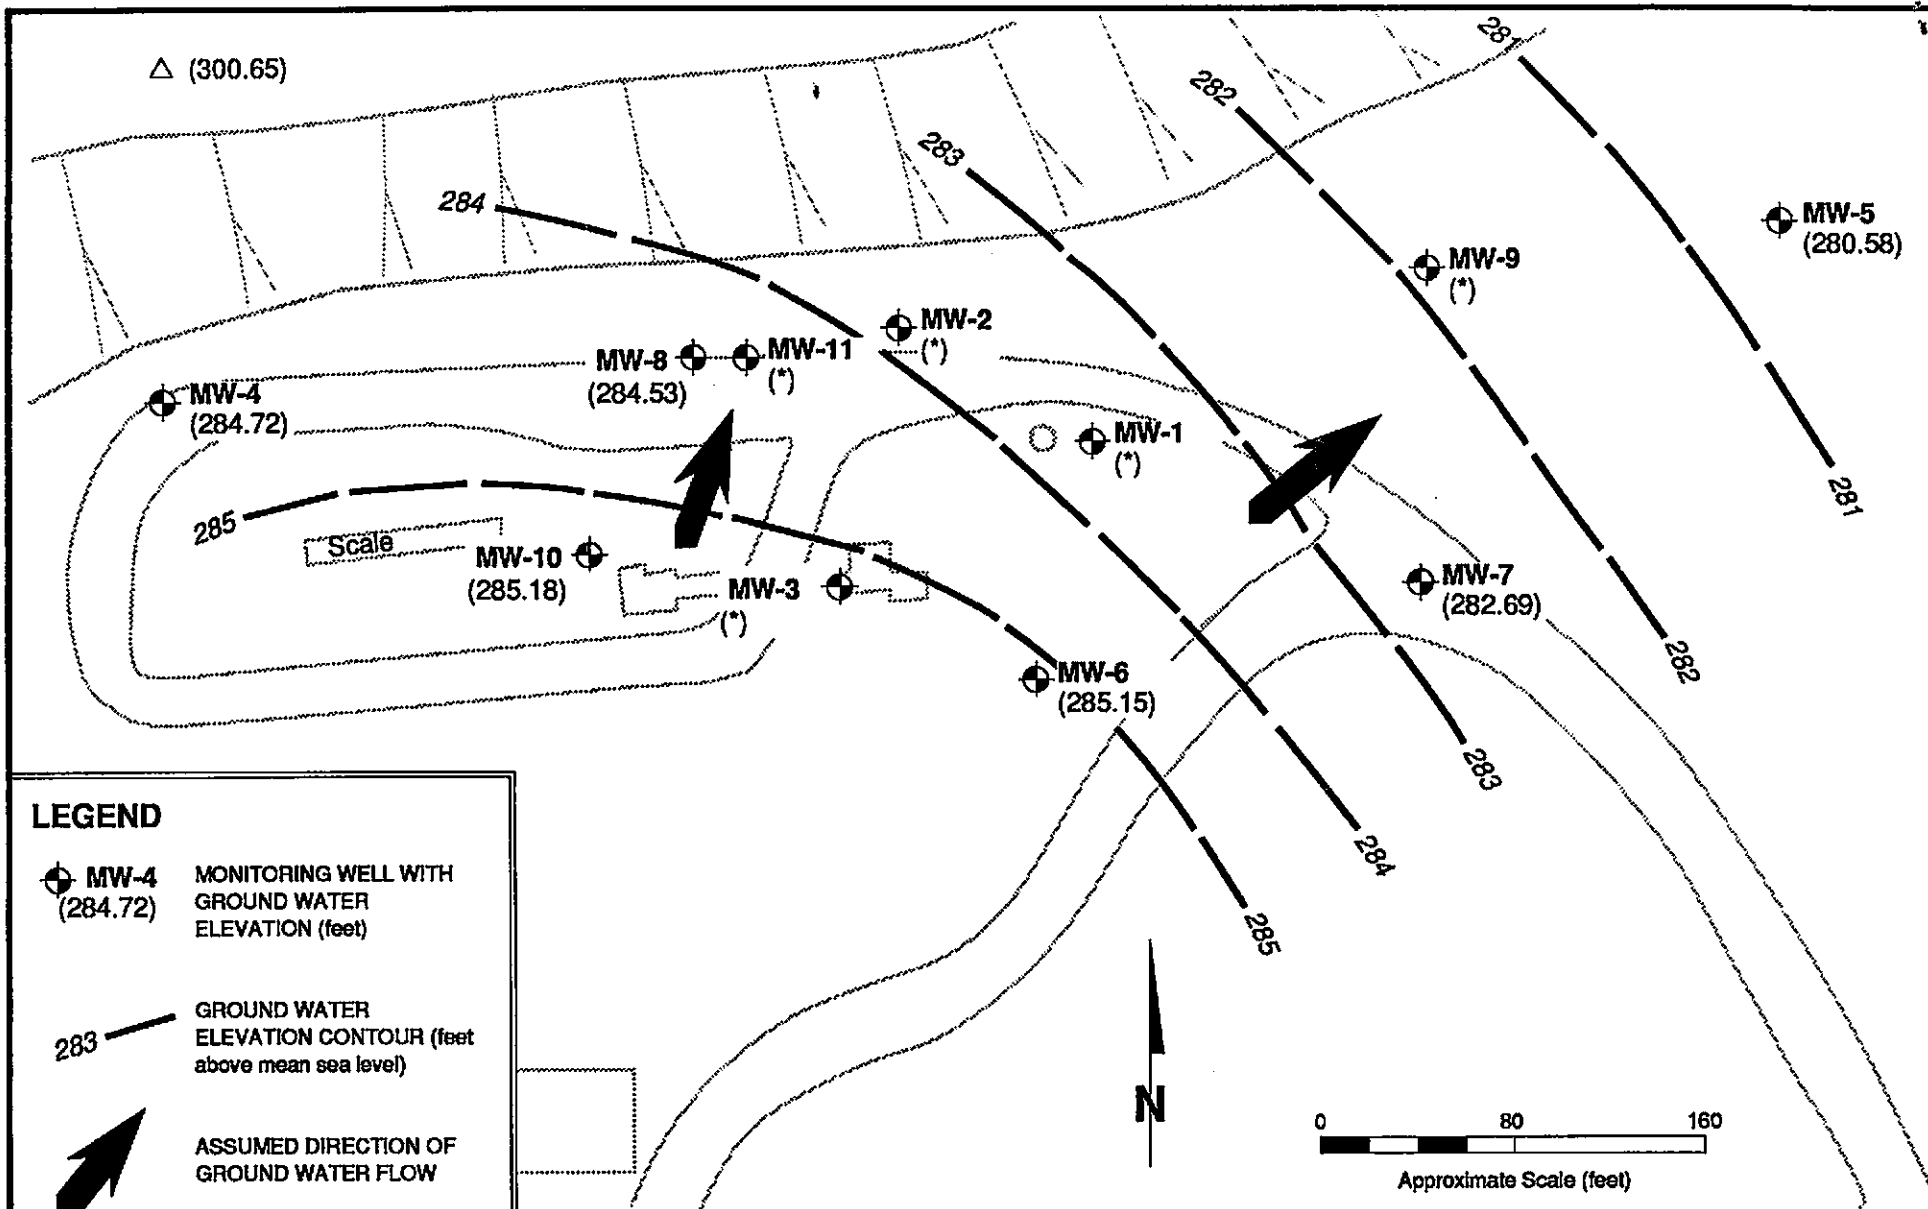 △ (300.65)
281
282
283
284
MW-5
(280.58)
MW-9
(*)
MW-2
(*)
MW-8
(284.53)
MW-11
(*)
MW-4
(284.72)
MW-1
(*)
285
Scale
MW-10
(285.18)
MW-3
(*)
MW-7
(282.69)
281
MW-6
(285.15)
282
283
284
285
LEGEND
MW-4
(284.72)
MONITORING WELL WITH
GROUND WATER
ELEVATION (feet)
283
GROUND WATER
ELEVATION CONTOUR (feet
above mean sea level)
ASSUMED DIRECTION OF
GROUND WATER FLOW
N
0 80 160
Approximate Scale (feet)